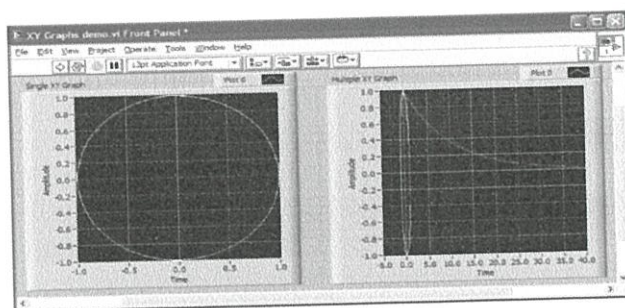 XY Graphs demo.vi Front Panel *
File Edit View Project Operate Tools Window Help
13pt Application Font
Single XY Graph
Plot 0
1.0
0.8
0.6
0.4
0.2
0.0
-0.2
-0.4
-0.6
-0.8
-1.0
Amplitude
-1.0 -0.5 0.0 0.5 1.0
Time
Multiple XY Graph
Plot 0
1.0
0.8
0.6
0.4
0.2
0.0
-0.2
-0.4
-0.6
-0.8
1.0
Amplitude
-5.0 0.0 5.0 10.0 15.0 20.0 25.0 30.0 35.0 40.0
Time